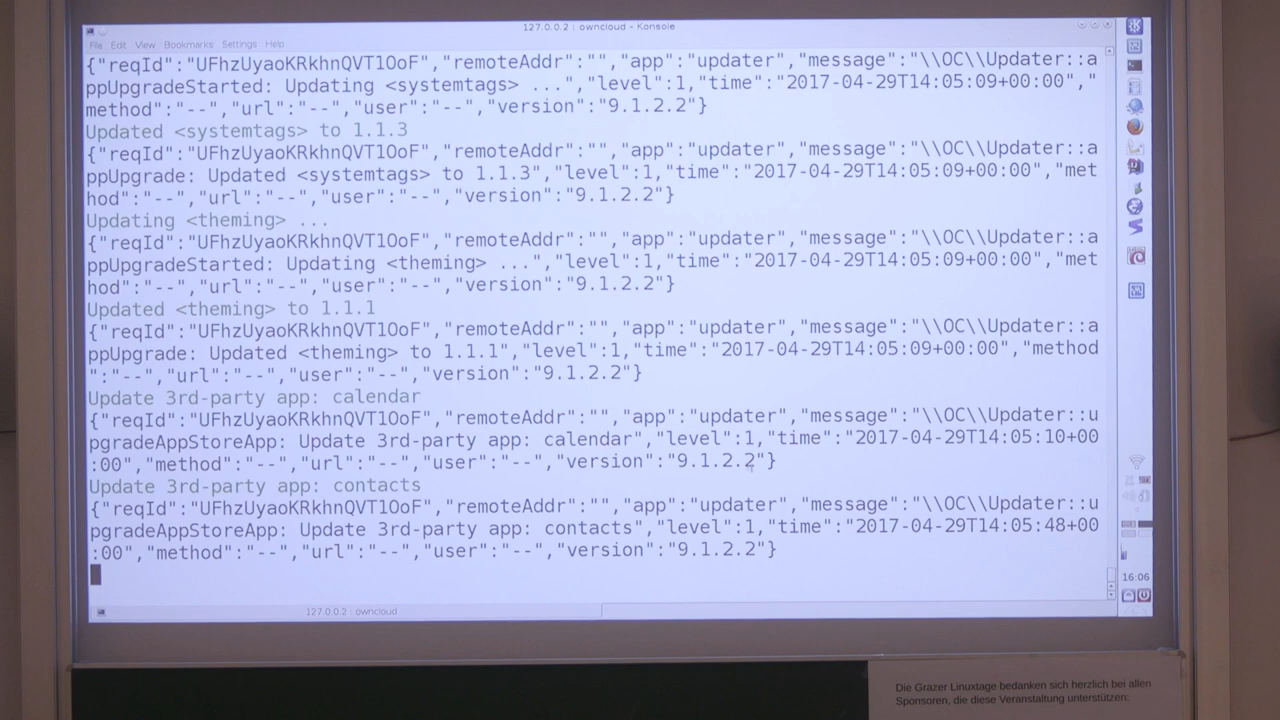 127.0.0.2 : owncloud - Konsole
File Edit View Bookmarks Settings Help
{"reqId":"UFhzUyaoKRkhnQVT1OoF","remoteAddr":"","app":"updater","message":"\\OC\\Updater::a
ppUpgradeStarted: Updating <systemtags> ...","level":1,"time":"2017-04-29T14:05:09+00:00","
method":"--","url":"--","user":"--","version":"9.1.2.2"}
Updated <systemtags> to 1.1.3
{"reqId":"UFhzUyaoKRkhnQVT1OoF","remoteAddr":"","app":"updater","message":"\\OC\\Updater::a
ppUpgrade: Updated <systemtags> to 1.1.3","level":1,"time":"2017-04-29T14:05:09+00:00","met
hod":"--","url":"--","user":"--","version":"9.1.2.2"}
Updating <theming> ...
{"reqId":"UFhzUyaoKRkhnQVT1OoF","remoteAddr":"","app":"updater","message":"\\OC\\Updater::a
ppUpgradeStarted: Updating <theming> ...","level":1,"time":"2017-04-29T14:05:09+00:00","met
hod":"--","url":"--","user":"--","version":"9.1.2.2"}
Updated <theming> to 1.1.1
{"reqId":"UFhzUyaoKRkhnQVT1OoF","remoteAddr":"","app":"updater","message":"\\OC\\Updater::a
ppUpgrade: Updated <theming> to 1.1.1","level":1,"time":"2017-04-29T14:05:09+00:00","method
":"--","url":"--","user":"--","version":"9.1.2.2"}
Update 3rd-party app: calendar
{"reqId":"UFhzUyaoKRkhnQVT1OoF","remoteAddr":"","app":"updater","message":"\\OC\\Updater::u
pgradeAppStoreApp: Update 3rd-party app: calendar","level":1,"time":"2017-04-29T14:05:10+00
:00","method":"--","url":"--","user":"--","version":"9.1.2.2"}
Update 3rd-party app: contacts
{"reqId":"UFhzUyaoKRkhnQVT1OoF","remoteAddr":"","app":"updater","message":"\\OC\\Updater::u
pgradeAppStoreApp: Update 3rd-party app: contacts","level":1,"time":"2017-04-29T14:05:48+00
:00","method":"--","url":"--","user":"--","version":"9.1.2.2"}
16:06
127.0.0.2 : owncloud
Die Grazer Linuxtage bedanken sich herzlich bei allen
Sponsoren, die diese Veranstaltung unterstützen: